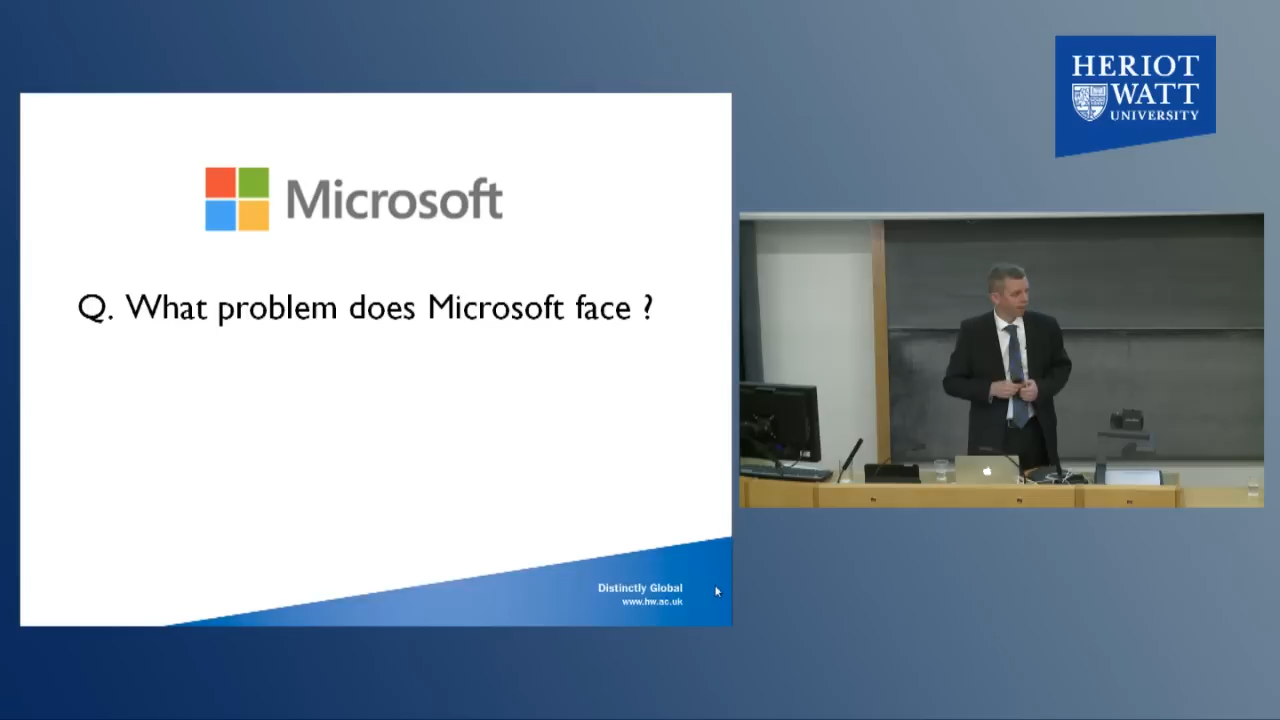 HERIOT
WATT
UNIVERSITY
Microsoft
Q. What problem does Microsoft face ?
Distinctly Global
www.hw.ac.uk